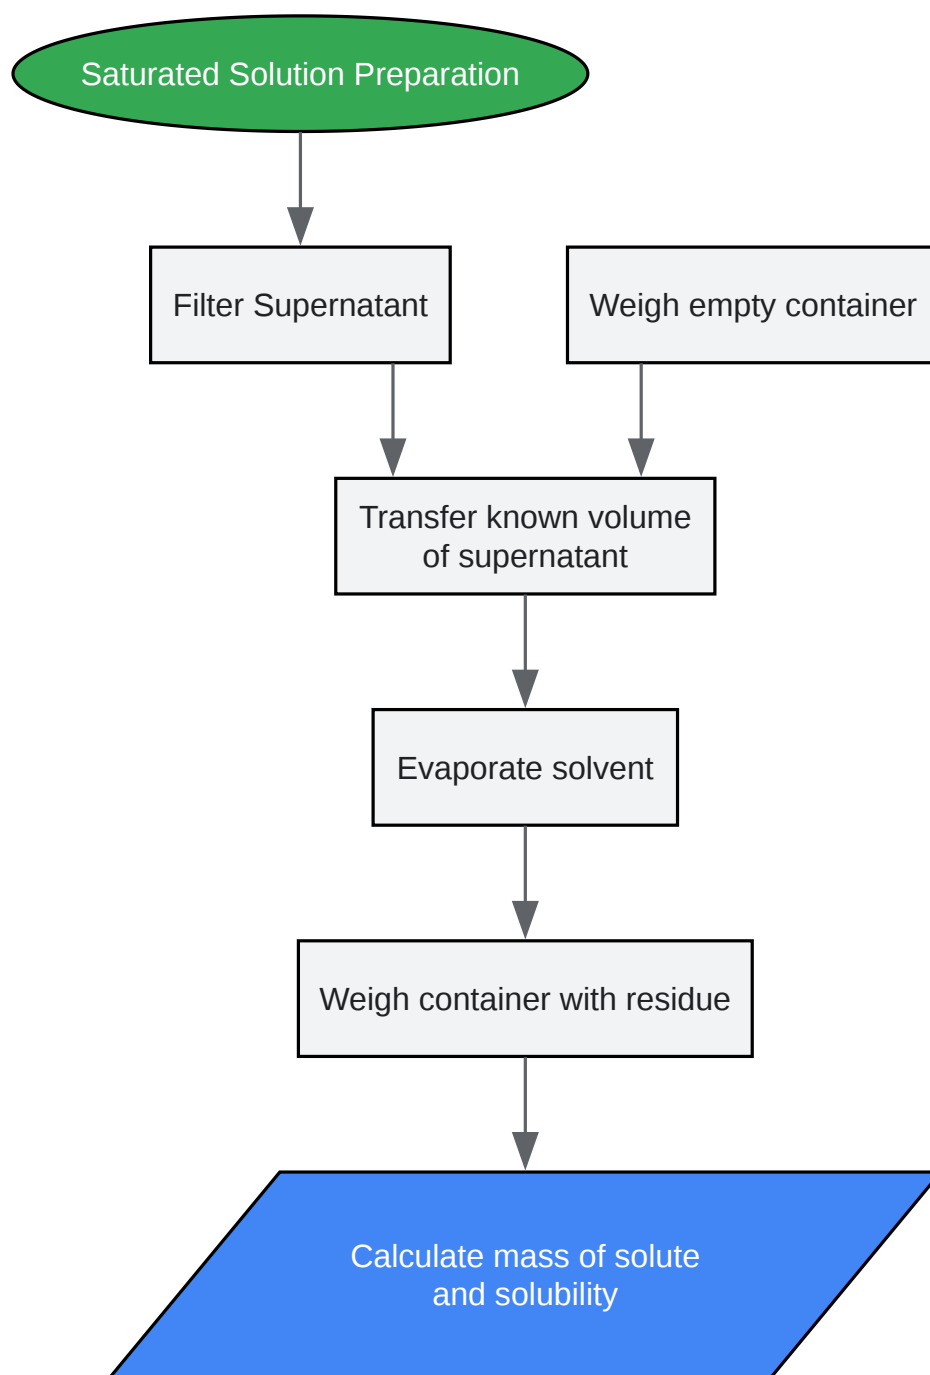 Saturated Solution Preparation
Filter Supernatant
Weigh empty container
Transfer known volume
of supernatant
Evaporate solvent
Weigh container with residue
Calculate mass of solute
and solubility